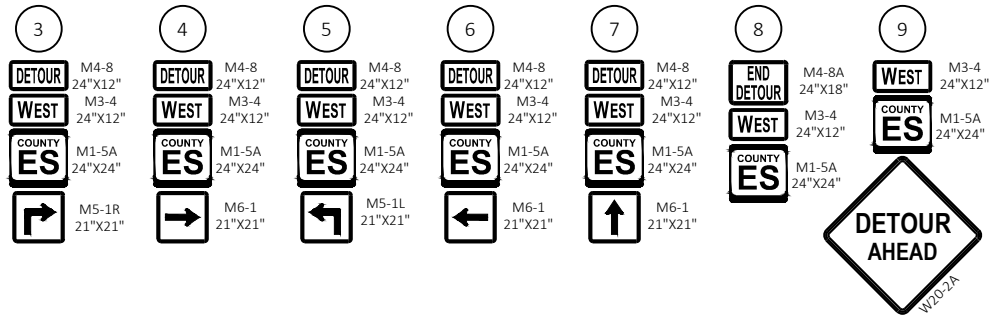 3
DETOUR
M4-8
24"X12"
WEST
M3-4
24"X12"
COUNTY
ES
M1-5A
24"X24"
M5-1R
21"X21"
4
DETOUR
M4-8
24"X12"
WEST
M3-4
24"X12"
COUNTY
ES
M1-5A
24"X24"
M6-1
21"X21"
5
DETOUR
M4-8
24"X12"
WEST
M3-4
24"X12"
COUNTY
ES
M1-5A
24"X24"
M5-1L
21"X21"
6
DETOUR
M4-8
24"X12"
WEST
M3-4
24"X12"
COUNTY
ES
M1-5A
24"X24"
M6-1
21"X21"
7
DETOUR
M4-8
24"X12"
WEST
M3-4
24"X12"
COUNTY
ES
M1-5A
24"X24"
M6-1
21"X21"
8
END
DETOUR
M4-8A
24"X18"
WEST
M3-4
24"X12"
COUNTY
ES
M1-5A
24"X24"
9
WEST
M3-4
24"X12"
COUNTY
ES
M1-5A
24"X24"
DETOUR
AHEAD
W20-2A